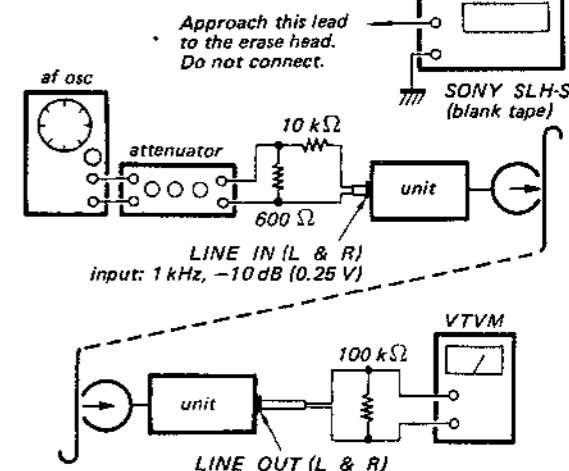 Approach this lead
to the erase head.
Do not connect.
SONY SLH-S
(blank tape)
af osc
attenuator
10 kΩ
600 Ω
unit
LINE IN (L & R)
input: 1 kHz, −10 dB (0.25 V)
VTVM
100 kΩ
unit
LINE OUT (L & R)